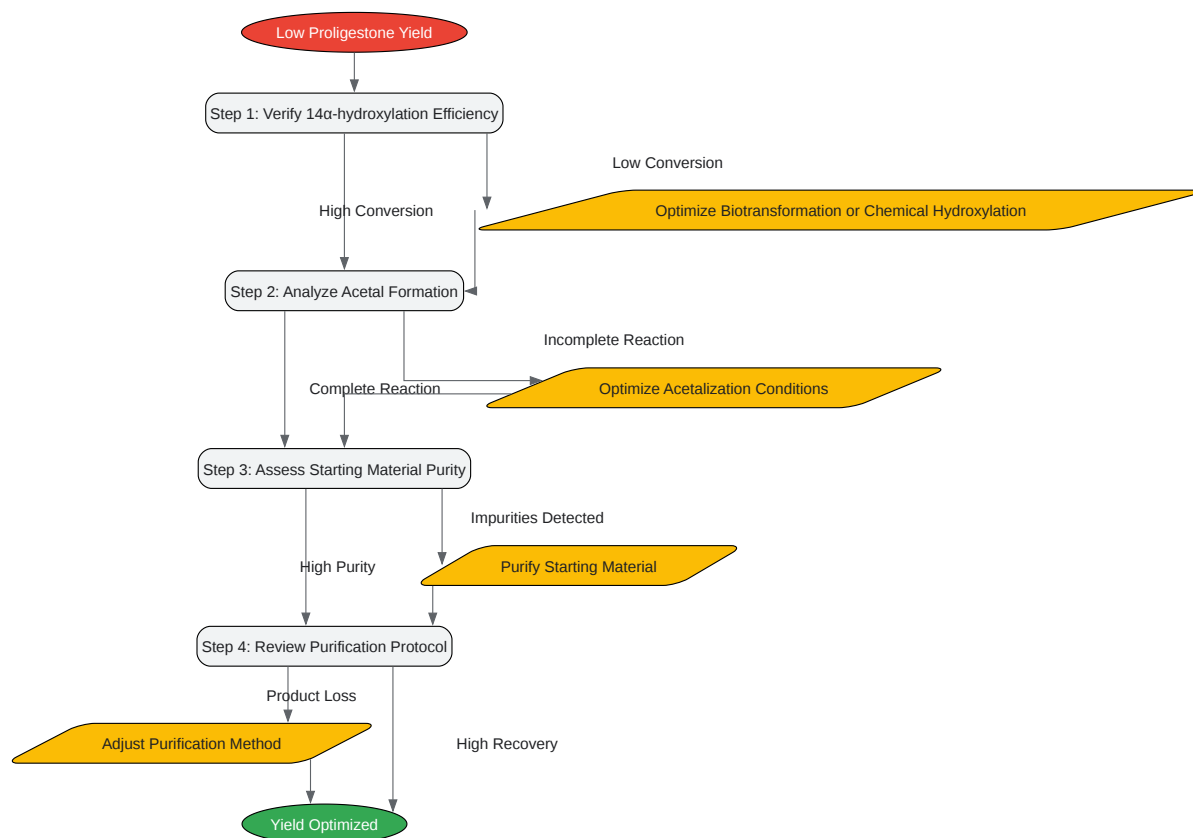 Low Proligestone Yield
Step 1: Verify 14α-hydroxylation Efficiency
Low Conversion
High Conversion
Optimize Biotransformation or Chemical Hydroxylation
Step 2: Analyze Acetal Formation
Incomplete Reaction
Complete Reaction
Optimize Acetalization Conditions
Step 3: Assess Starting Material Purity
Impurities Detected
High Purity
Purify Starting Material
Step 4: Review Purification Protocol
Product Loss
Adjust Purification Method
High Recovery
Yield Optimized